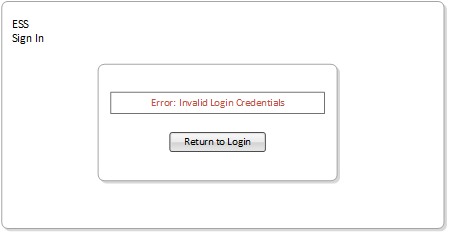 ESS
Sign In
Error: Invalid Login Credentials
Return to Login